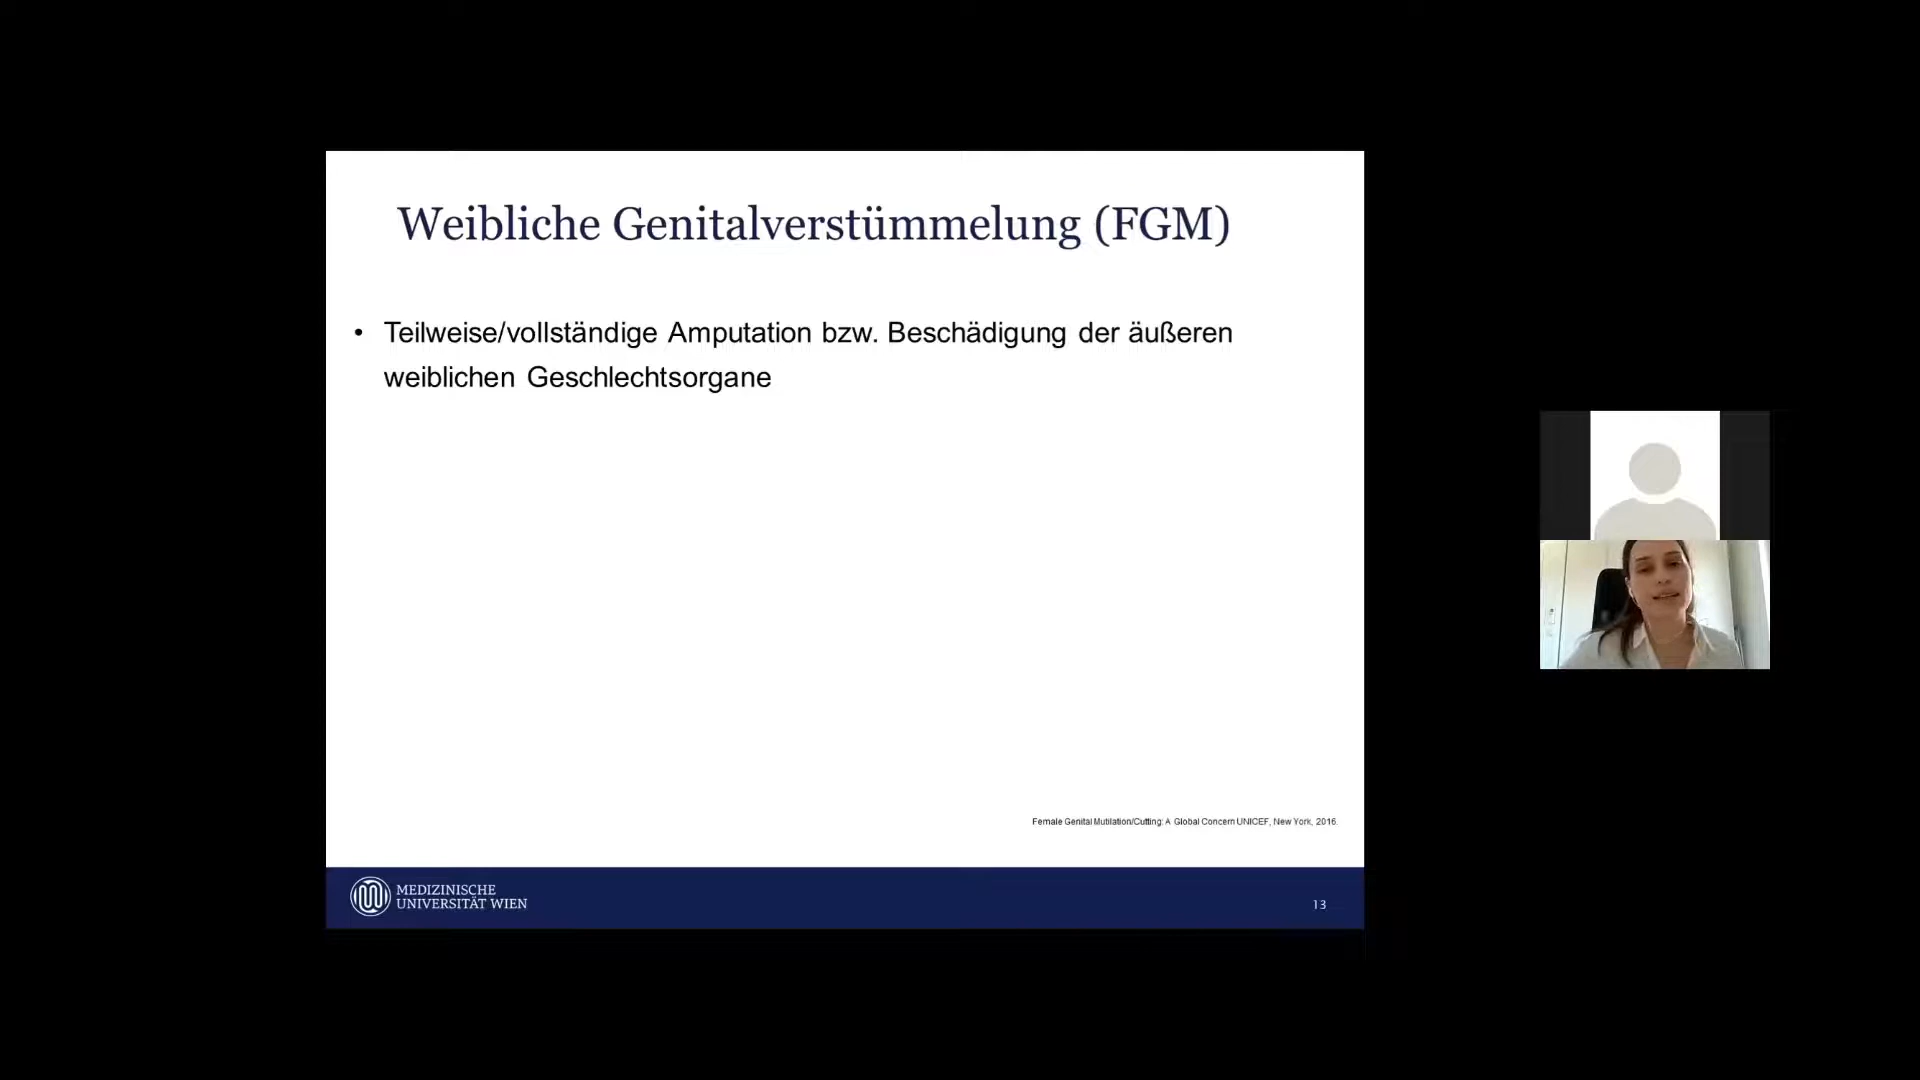 Weibliche Genitalverstümmelung (FGM)
• Teilweise/vollständige Amputation bzw. Beschädigung der äußeren
weiblichen Geschlechtsorgane
Female Genital Mutilation/Cutting: A Global Concern UNICEF, New York, 2016.
MEDIZINISCHE
UNIVERSITÄT WIEN
13